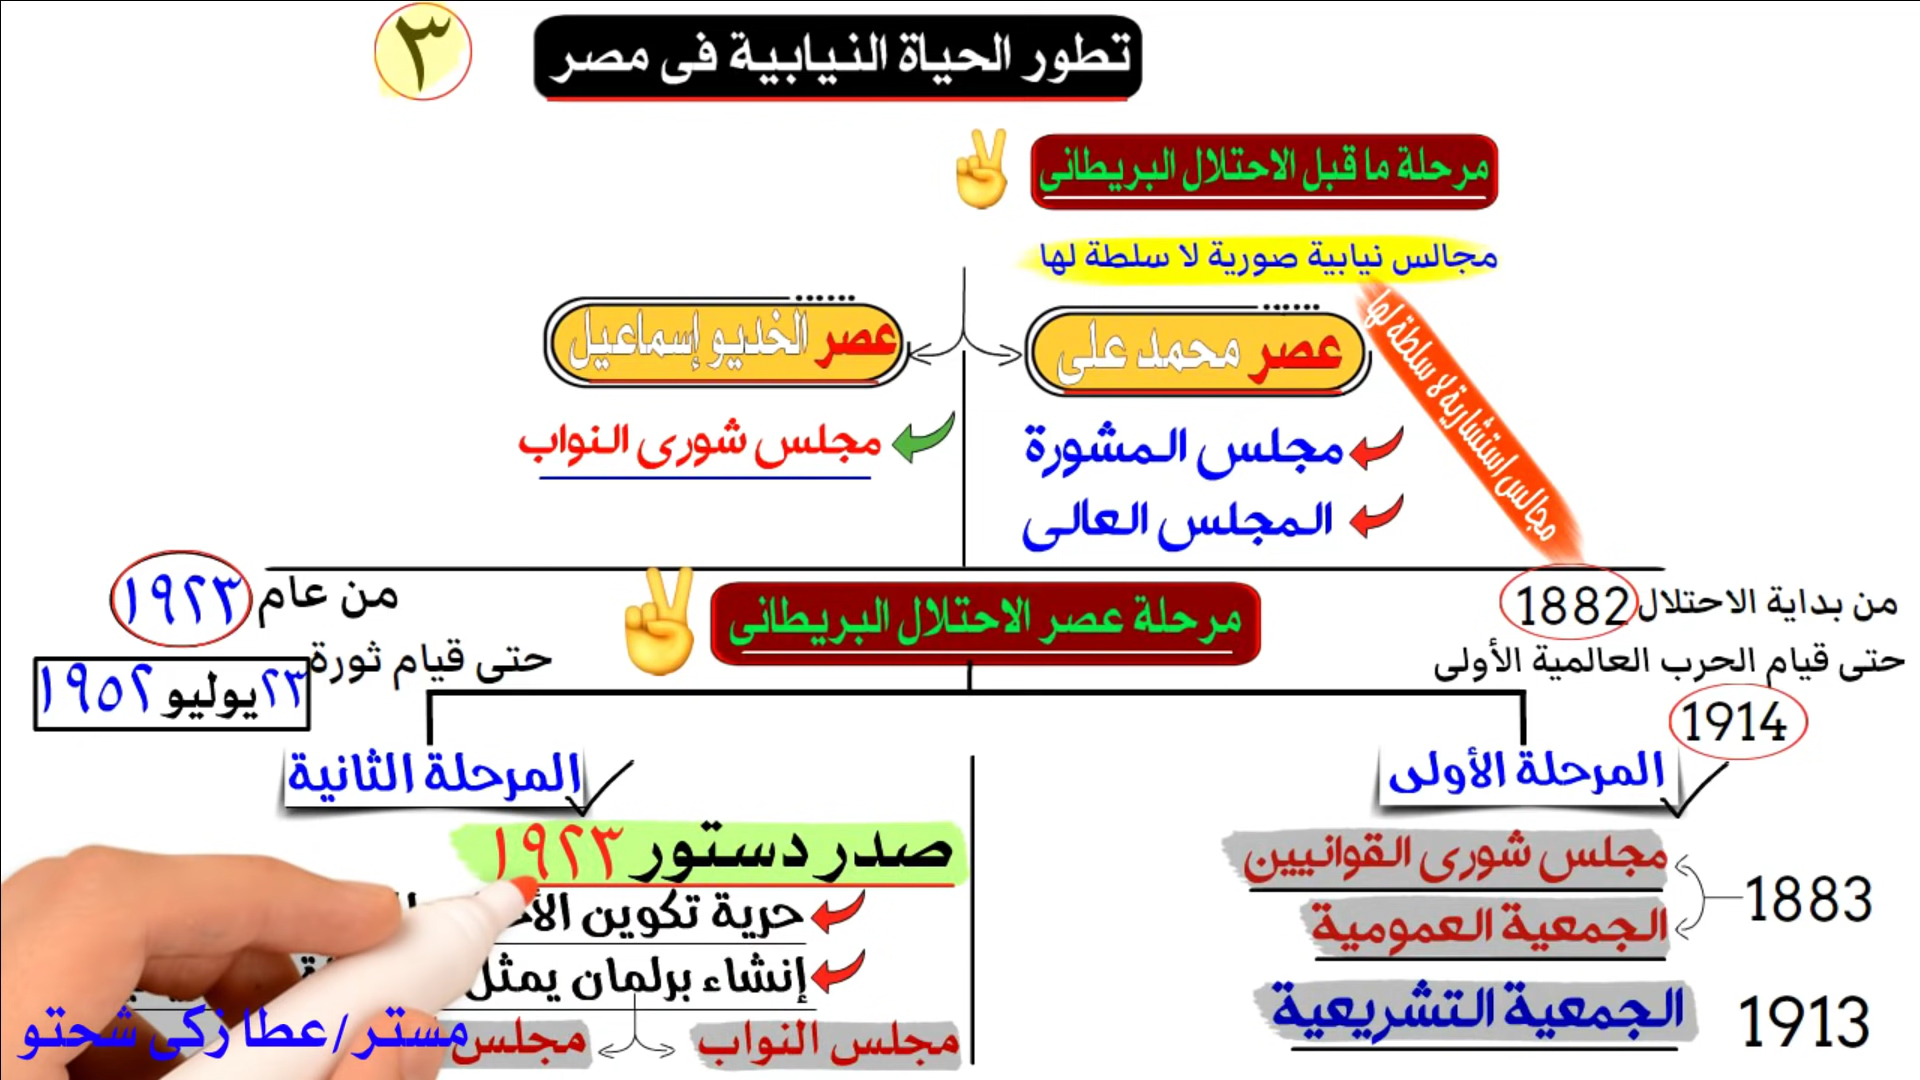 تطور الحياة النيابية فى مصر
٣
مرحلة ما قبل الاحتلال البريطانى
مجالس نيابية صورية لا سلطة لها
مجالس استشارية لا سلطة لها
عصر محمد على
مجلس المشورة
المجلس العالى
عصر الخديو إسماعيل
مجلس شورى النواب
مرحلة عصر الاحتلال البريطانى
من بداية الاحتلال 1882
حتى قيام الحرب العالمية الأولى
1914
المرحلة الأولى
1883
مجلس شورى القوانيين
الجمعية العمومية
1913
الجمعية التشريعية
من عام ١٩٢٣
حتى قيام ثورة
٢٣ يوليو ١٩٥٢
المرحلة الثانية
صدر دستور ١٩٢٣
حرية تكوين
إنشاء برلمان يمثل
مجلس النواب
مجلس
مستر/عطا زكى شحتو